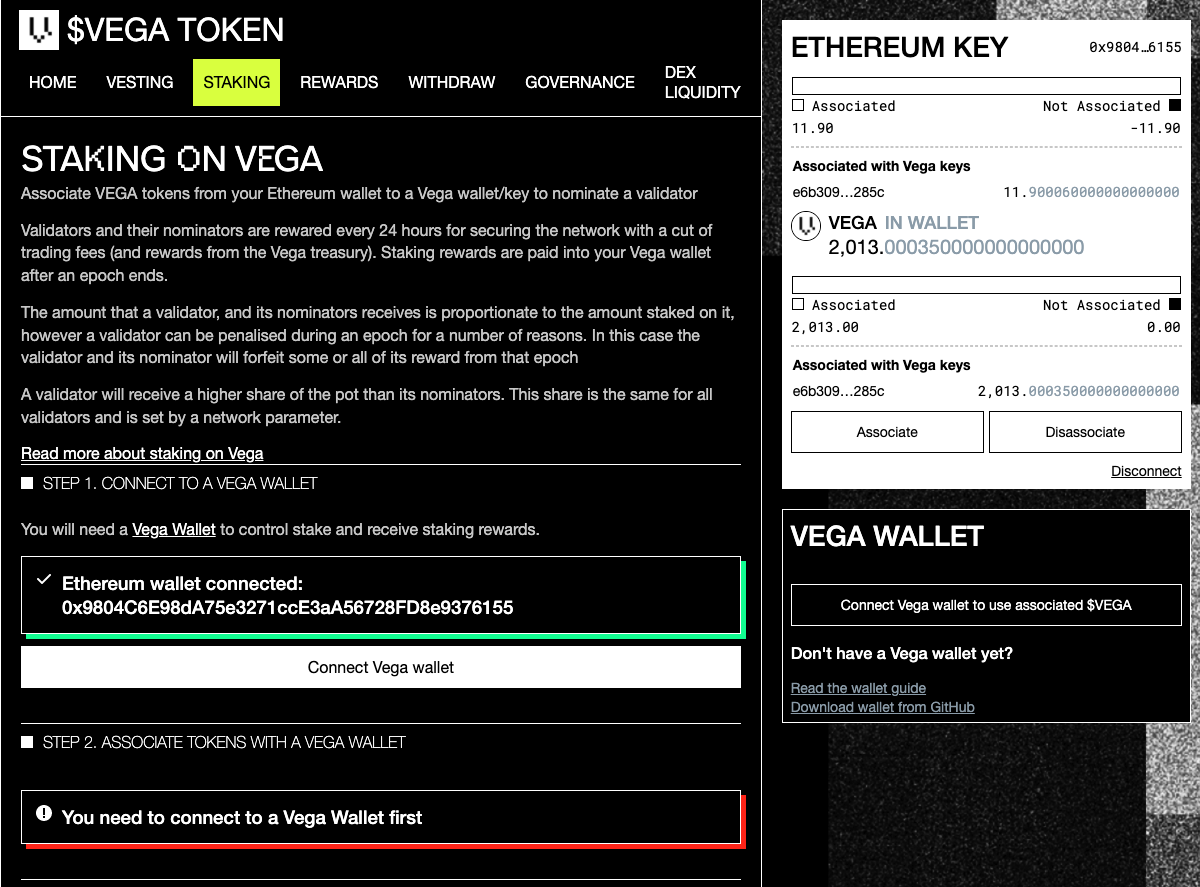 $VEGA TOKEN
HOME
VESTING
STAKING
REWARDS
WITHDRAW
GOVERNANCE
DEX
LIQUIDITY
STAKING ON VEGA
Associate VEGA tokens from your Ethereum wallet to a Vega wallet/key to nominate a validator
Validators and their nominators are rewared every 24 hours for securing the network with a cut of
trading fees (and rewards from the Vega treasury). Staking rewards are paid into your Vega wallet
after an epoch ends.
The amount that a validator, and its nominators receives is proportionate to the amount staked on it,
however a validator can be penalised during an epoch for a number of reasons. In this case the
validator and its nominator will forfeit some or all of its reward from that epoch
A validator will receive a higher share of the pot than its nominators. This share is the same for all
validators and is set by a network parameter.
Read more about staking on Vega
STEP 1. CONNECT TO A VEGA WALLET
You will need a Vega Wallet to control stake and receive staking rewards.
Ethereum wallet connected:
0x9804C6E98dA75e3271ccE3aA56728FD8e9376155
Connect Vega wallet
STEP 2. ASSOCIATE TOKENS WITH A VEGA WALLET
You need to connect to a Vega Wallet first
ETHEREUM KEY
0x9804…6155
Associated
Not Associated
11.90
-11.90
Associated with Vega keys
e6b309…285c
11.900060000000000000
VEGA IN WALLET
2,013.000350000000000000
Associated
Not Associated
2,013.00
0.00
Associated with Vega keys
e6b309…285c
2,013.000350000000000000
Associate
Disassociate
Disconnect
VEGA WALLET
Connect Vega wallet to use associated $VEGA
Don't have a Vega wallet yet?
Read the wallet guide
Download wallet from GitHub